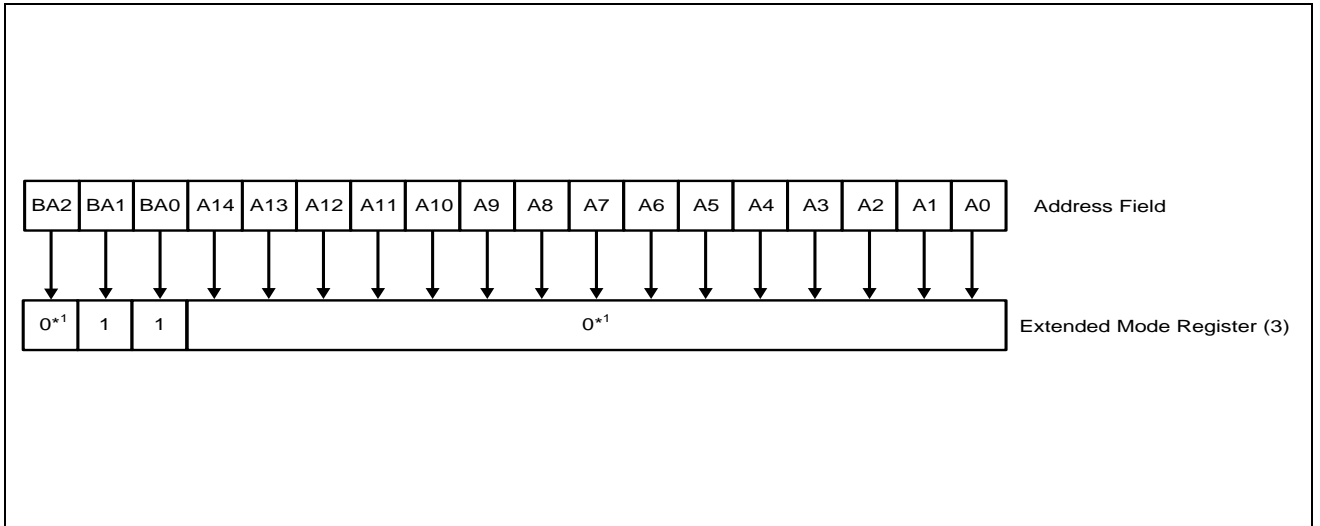 BA2 BA1 BA0 A14 A13 A12 A11 A10 A9 A8 A7 A6 A5 A4 A3 A2 A1 A0 Address Field
0*1 1 1 0*1 Extended Mode Register (3)